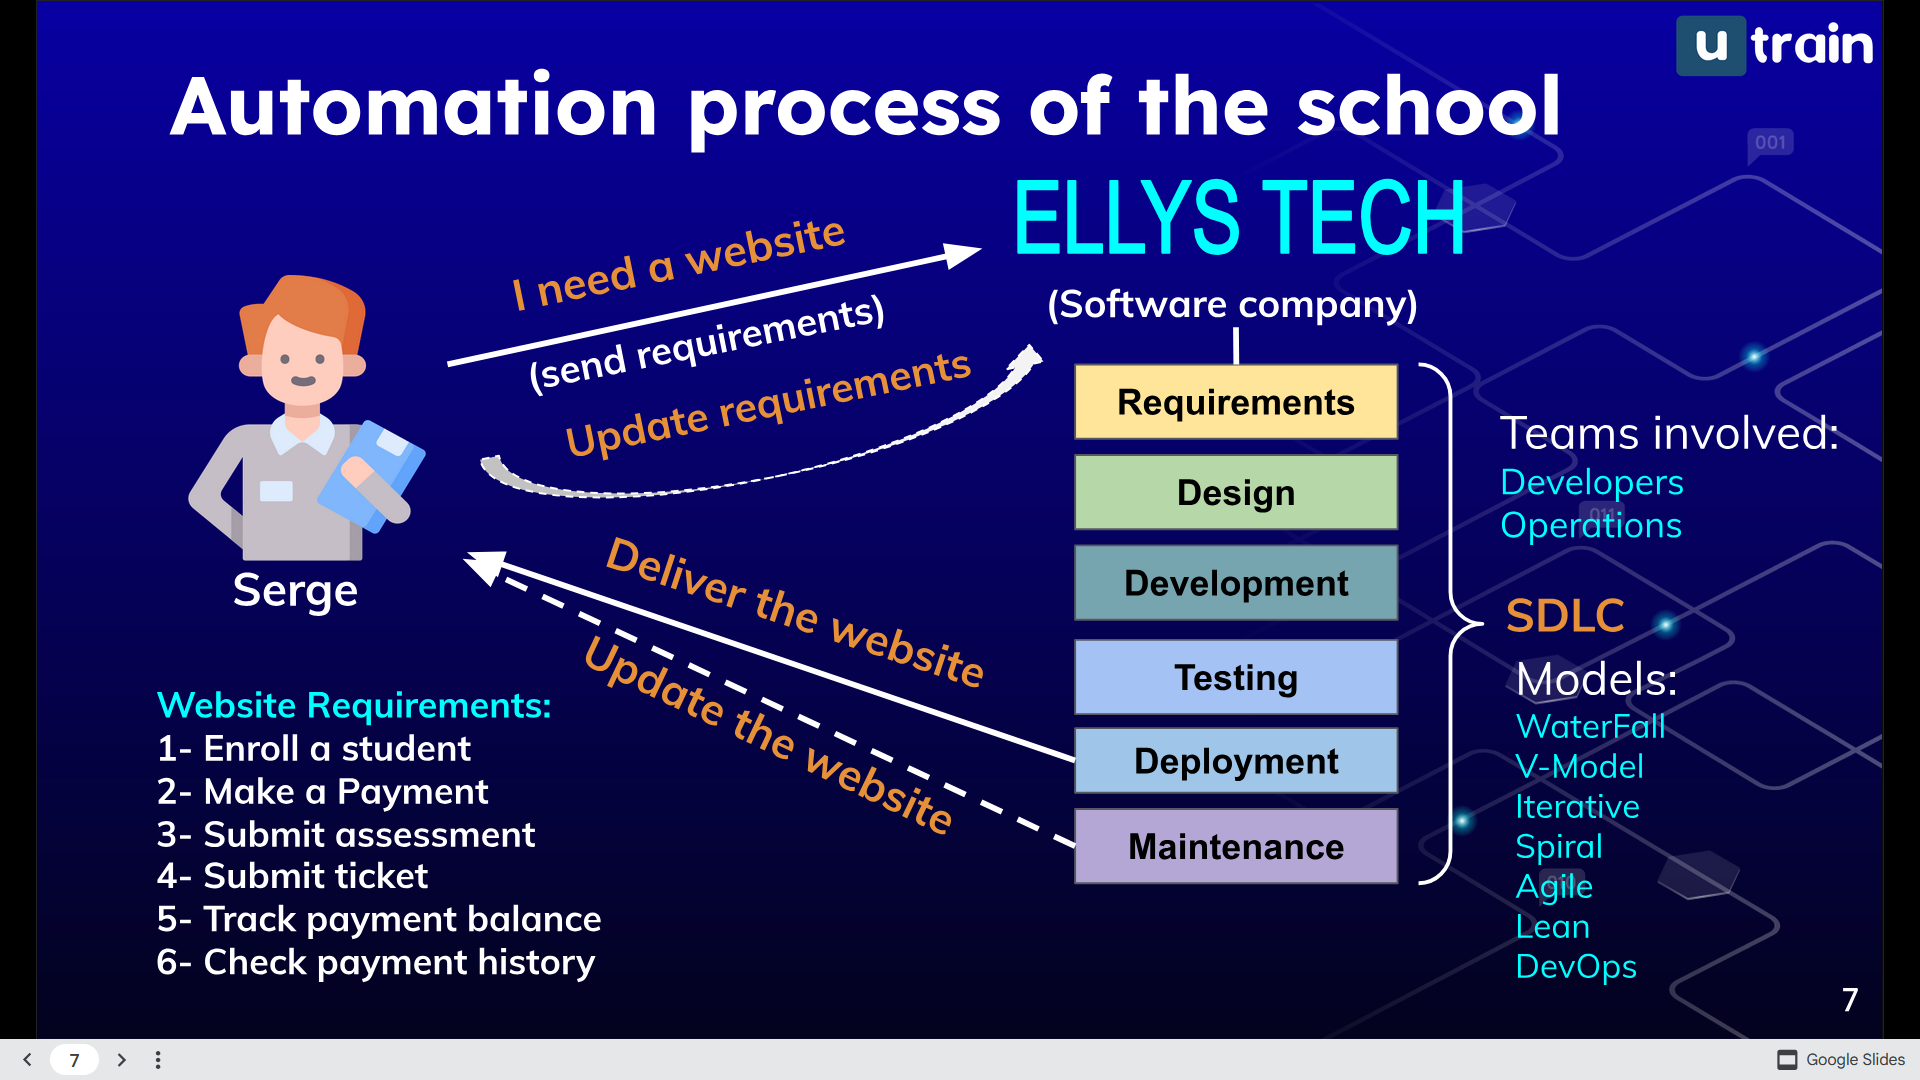 u train
Automation process of the school
001
ELLYS TECH
(Software company)
I need a website
(send requirements)
Update requirements
Serge
Deliver the website
Update the website
Website Requirements:
1- Enroll a student
2- Make a Payment
3- Submit assessment
4- Submit ticket
5- Track payment balance
6- Check payment history
Requirements
Design
Development
Testing
Deployment
Maintenance
Teams involved:
Developers
011
Operations
SDLC
Models:
WaterFall
V-Model
Iterative
Spiral
Agile
Lean
DevOps
7
7
Google Slides